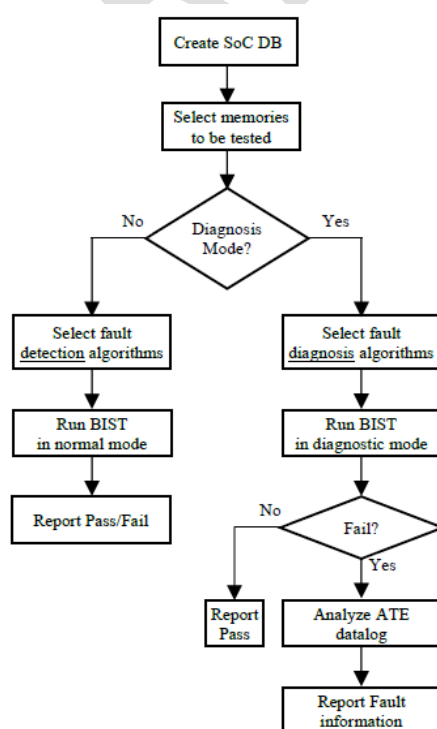 Create SoC DB
Select memories
to be tested
No
Yes
Diagnosis
Mode?
Select fault
detection algorithms
Select fault
diagnosis algorithms
Run BIST
in normal mode
Run BIST
in diagnostic mode
Report Pass/Fail
No
Fail?
Yes
Report
Pass
Analyze ATE
datalog
Report Fault
information